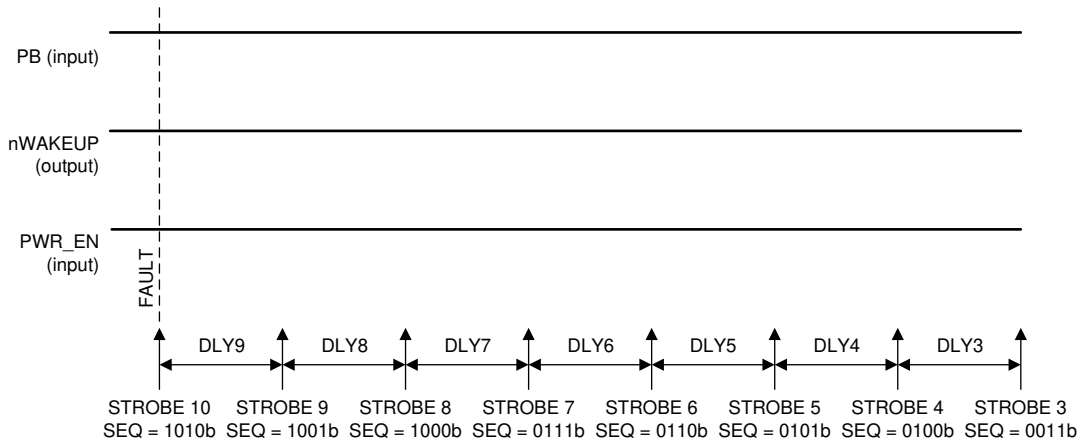 PB (input)
nWAKEUP
(output)
PWR_EN
(input)
FAULT
DLY9 DLY8 DLY7 DLY6 DLY5 DLY4 DLY3
STROBE 10 STROBE 9 STROBE 8 STROBE 7 STROBE 6 STROBE 5 STROBE 4 STROBE 3
SEQ = 1010b SEQ = 1001b SEQ = 1000b SEQ = 0111b SEQ = 0110b SEQ = 0101b SEQ = 0100b SEQ = 0011b